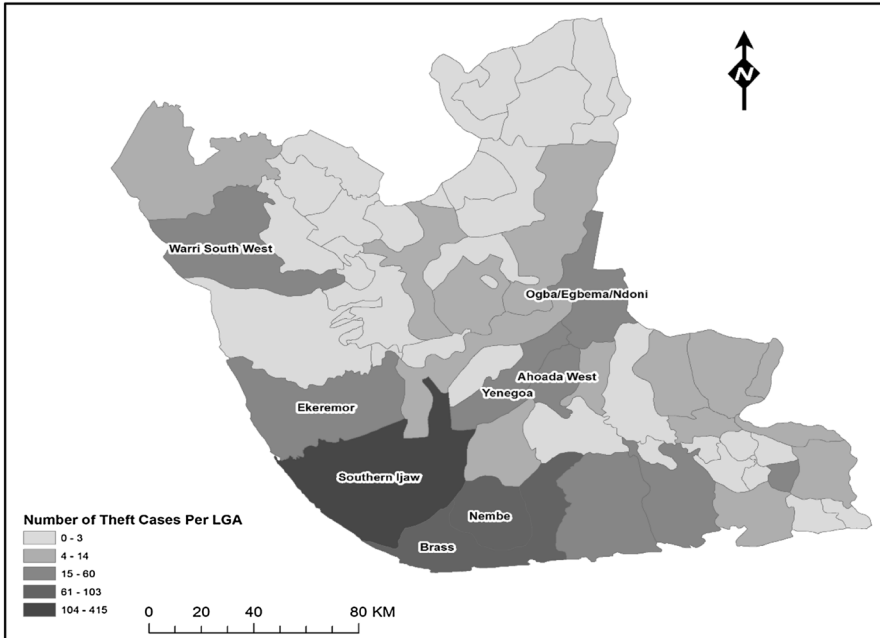 N
Warri South West
Ogba/Egbema/Ndoni
Ahoada West
Yenegoa
Ekeremor
Southern Ijaw
Nembe
Brass
Number of Theft Cases Per LGA
0 - 3
4 - 14
15 - 60
61 - 103
104 - 415
0 20 40 80 KM